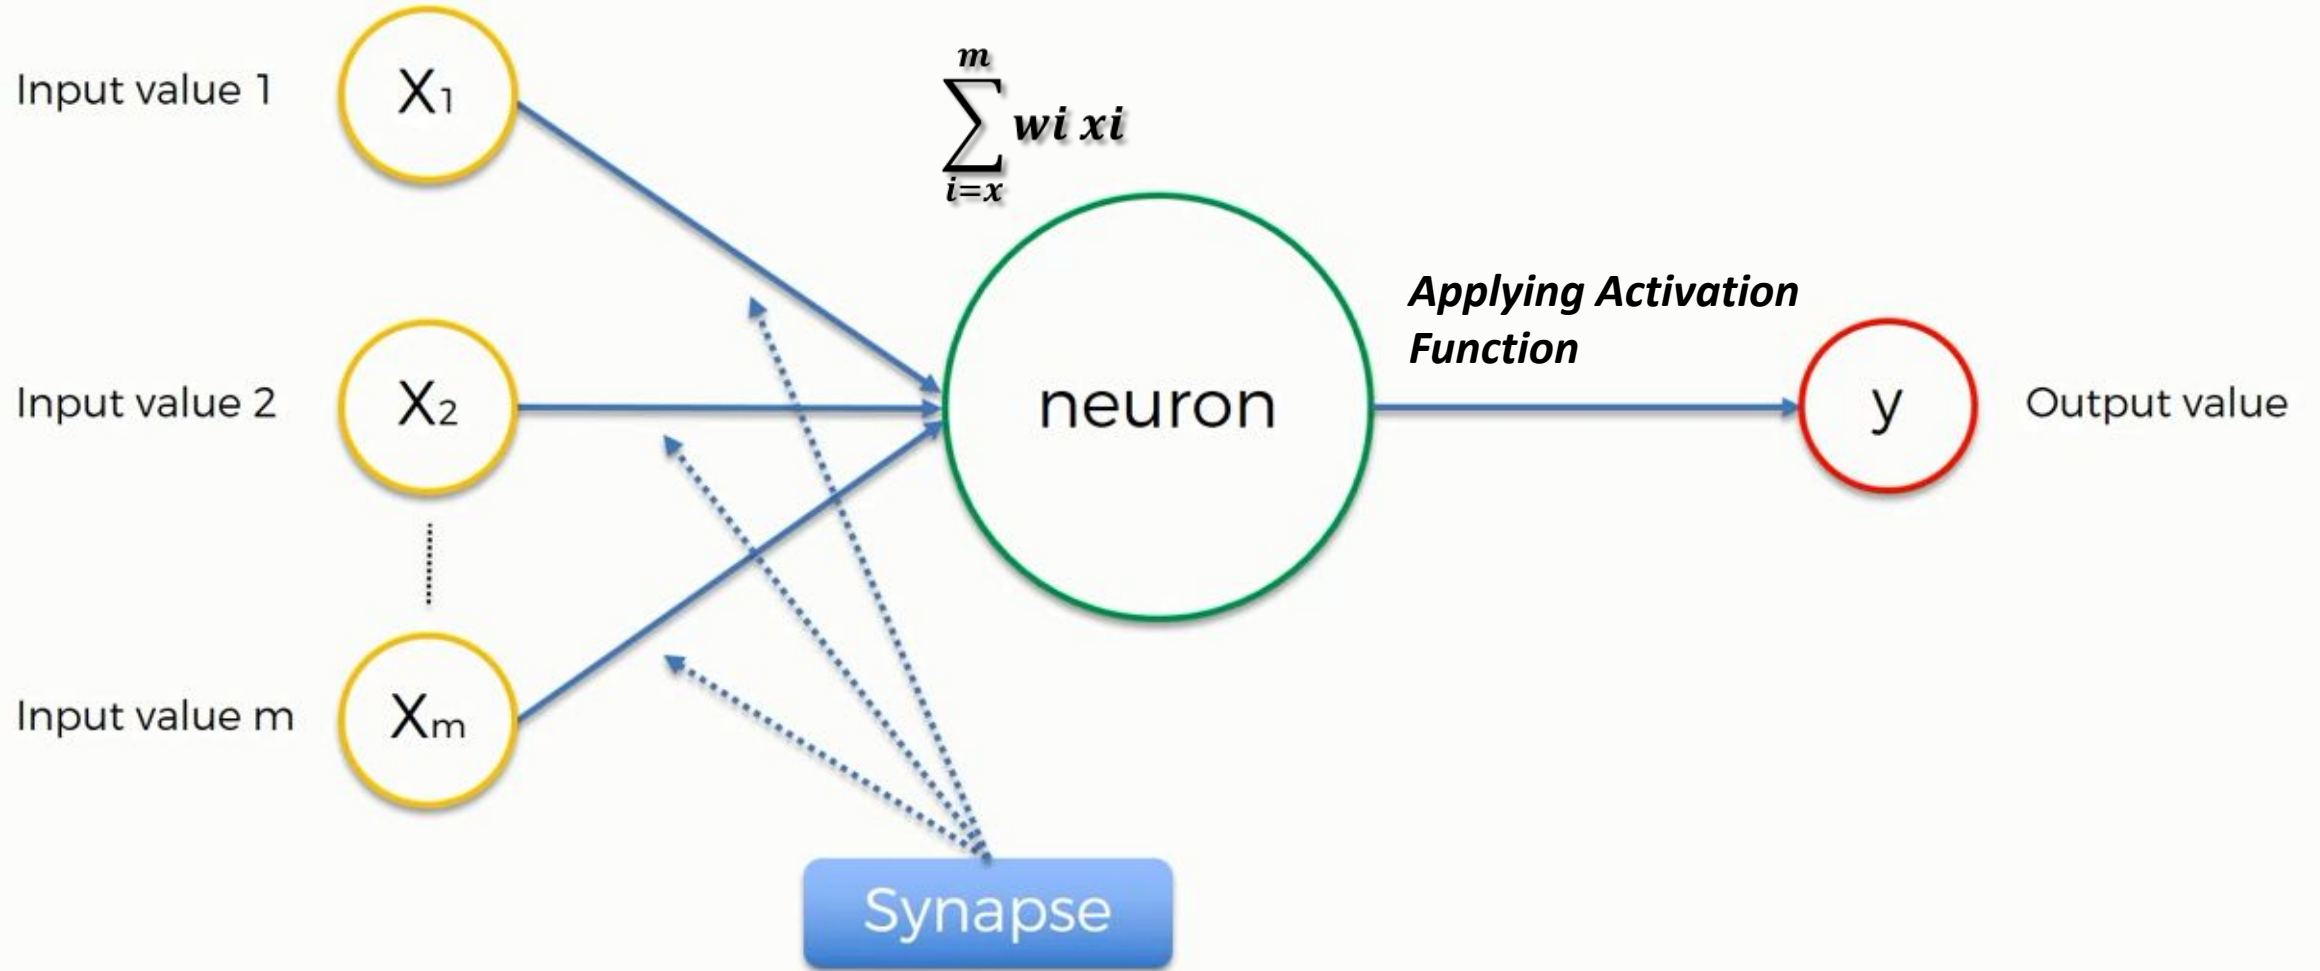 Input value 1
X1
m
∑ wi xi
i=x
Input value 2
X2
neuron
Applying Activation
Function
y
Output value
Input value m
Xm
Synapse